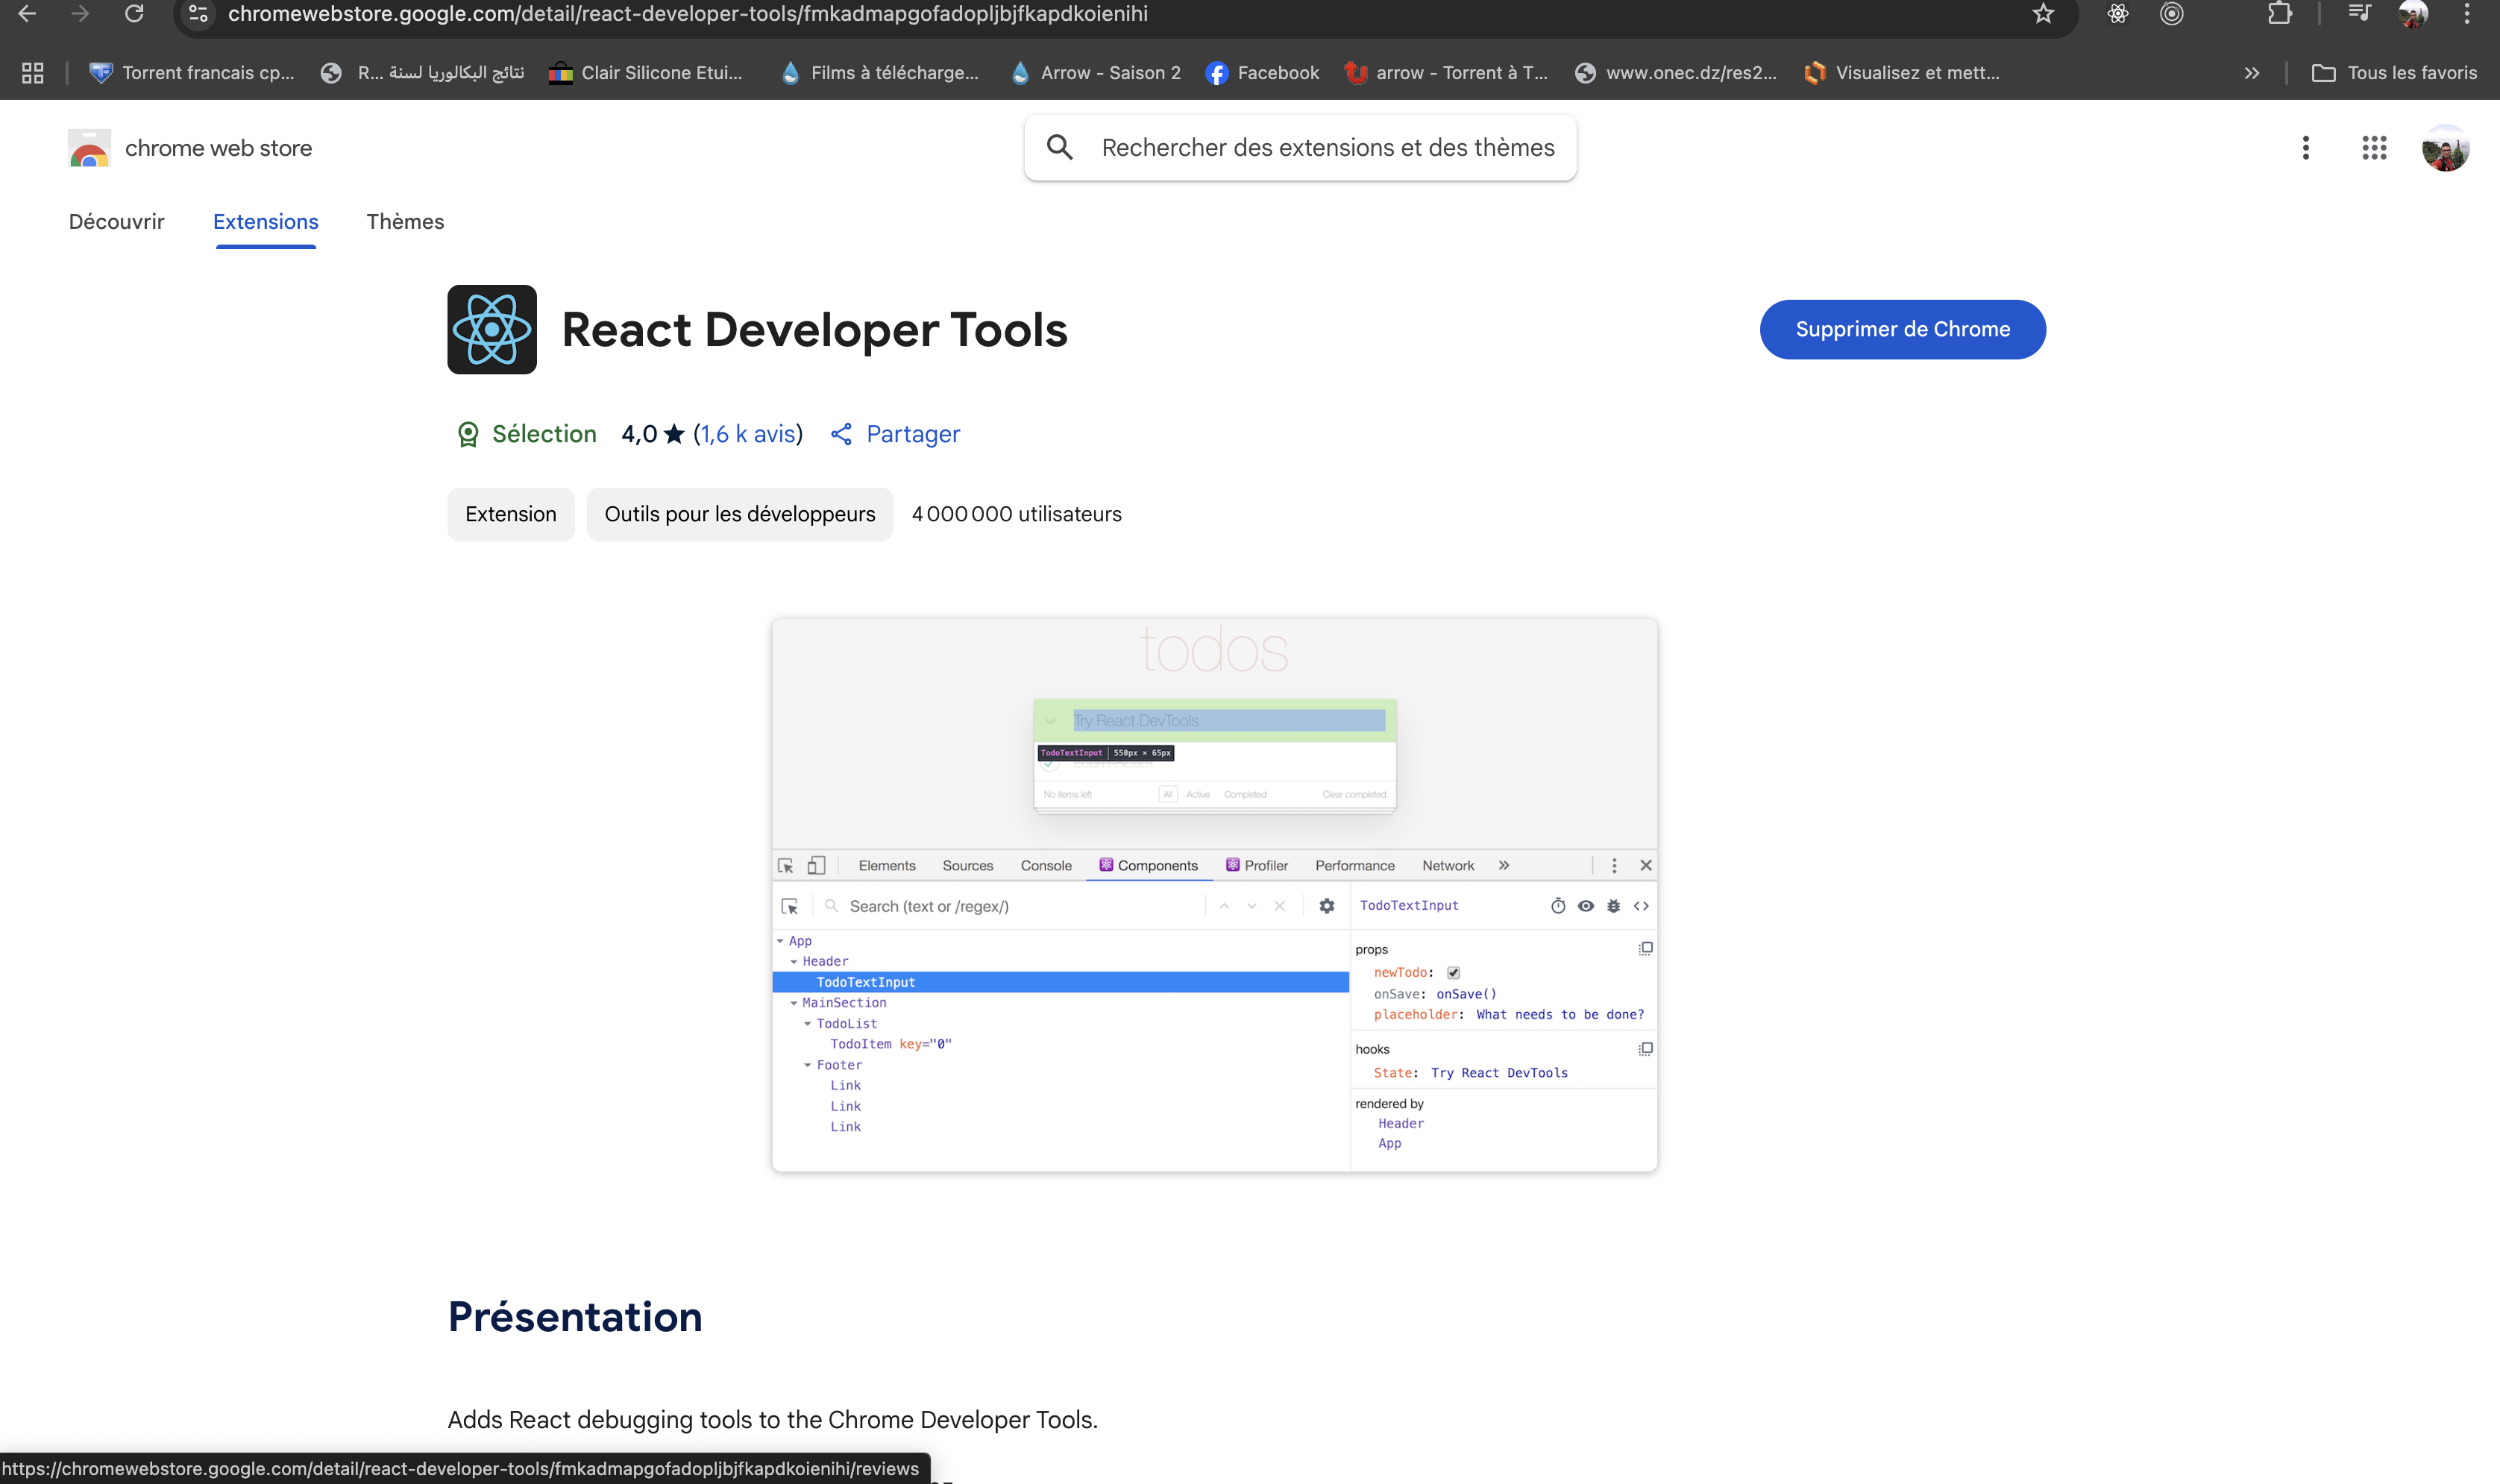 chromewebstore.google.com/detail/react-developer-tools/fmkadmapgofadopljbjfkapdkoienihi
Torrent francais cp...
نتائج البكالوريا لسنة R...
Clair Silicone Etui...
Films à télécharge...
Arrow - Saison 2
Facebook
arrow - Torrent à T...
www.onec.dz/res2...
Visualisez et mett...
Tous les favoris
chrome web store
Rechercher des extensions et des thèmes
Découvrir
Extensions
Thèmes
React Developer Tools
Supprimer de Chrome
Sélection
4,0 ★ (1,6 k avis)
Partager
Extension
Outils pour les développeurs
4 000 000 utilisateurs
todos
Try React DevTools
TodoTextInput | 550px × 65px
No items left
All
Active
Completed
Clear completed
Elements
Sources
Console
Components
Profiler
Performance
Network
Search (text or /regex/)
TodoTextInput
App
Header
TodoTextInput
MainSection
TodoList
TodoItem key="0"
Footer
Link
Link
Link
props
newTodo:
onSave: onSave()
placeholder: What needs to be done?
hooks
State: Try React DevTools
rendered by
Header
App
Présentation
Adds React debugging tools to the Chrome Developer Tools.
https://chromewebstore.google.com/detail/react-developer-tools/fmkadmapgofadopljbjfkapdkoienihi/reviews